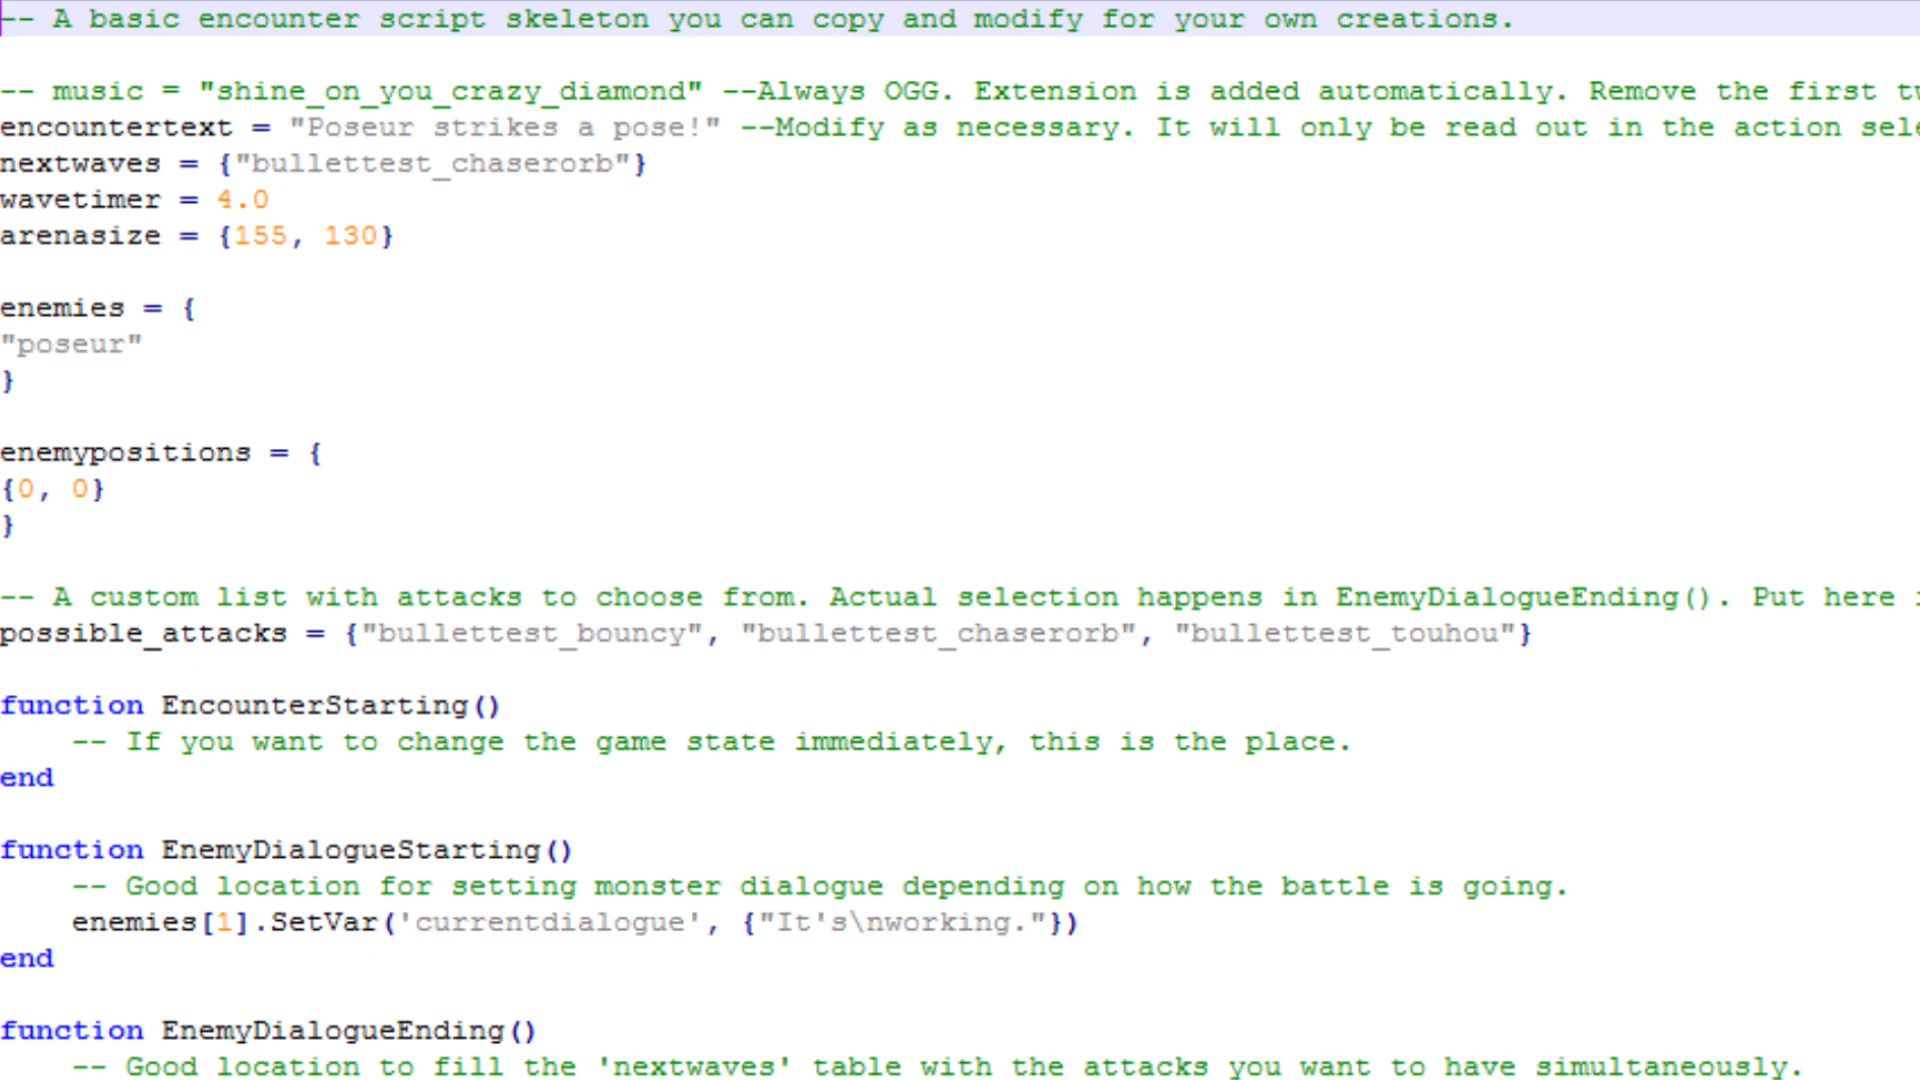 -- A basic encounter script skeleton you can copy and modify for your own creations.
-- music = "shine_on_you_crazy_diamond" --Always OGG. Extension is added automatically. Remove the first
encountertext = "Poseur strikes a pose!" --Modify as necessary. It will only be read out in the action
nextwaves = {"bullettest_chaserorb"}
wavetimer = 4.0
arenasize = {155, 130}
enemies = {
"poseur"
}
enemypositions = {
{0, 0}
}
-- A custom list with attacks to choose from. Actual selection happens in EnemyDialogueEnding(). Put here
possible_attacks = {"bullettest_bouncy", "bullettest_chaserorb", "bullettest_touhou"}
function EncounterStarting()
    -- If you want to change the game state immediately, this is the place.
end
function EnemyDialogueStarting()
    -- Good location for setting monster dialogue depending on how the battle is going.
    enemies[1].SetVar('currentdialogue', {"It's\nworking."})
end
function EnemyDialogueEnding()
    -- Good location to fill the 'nextwaves' table with the attacks you want to have simultaneously.